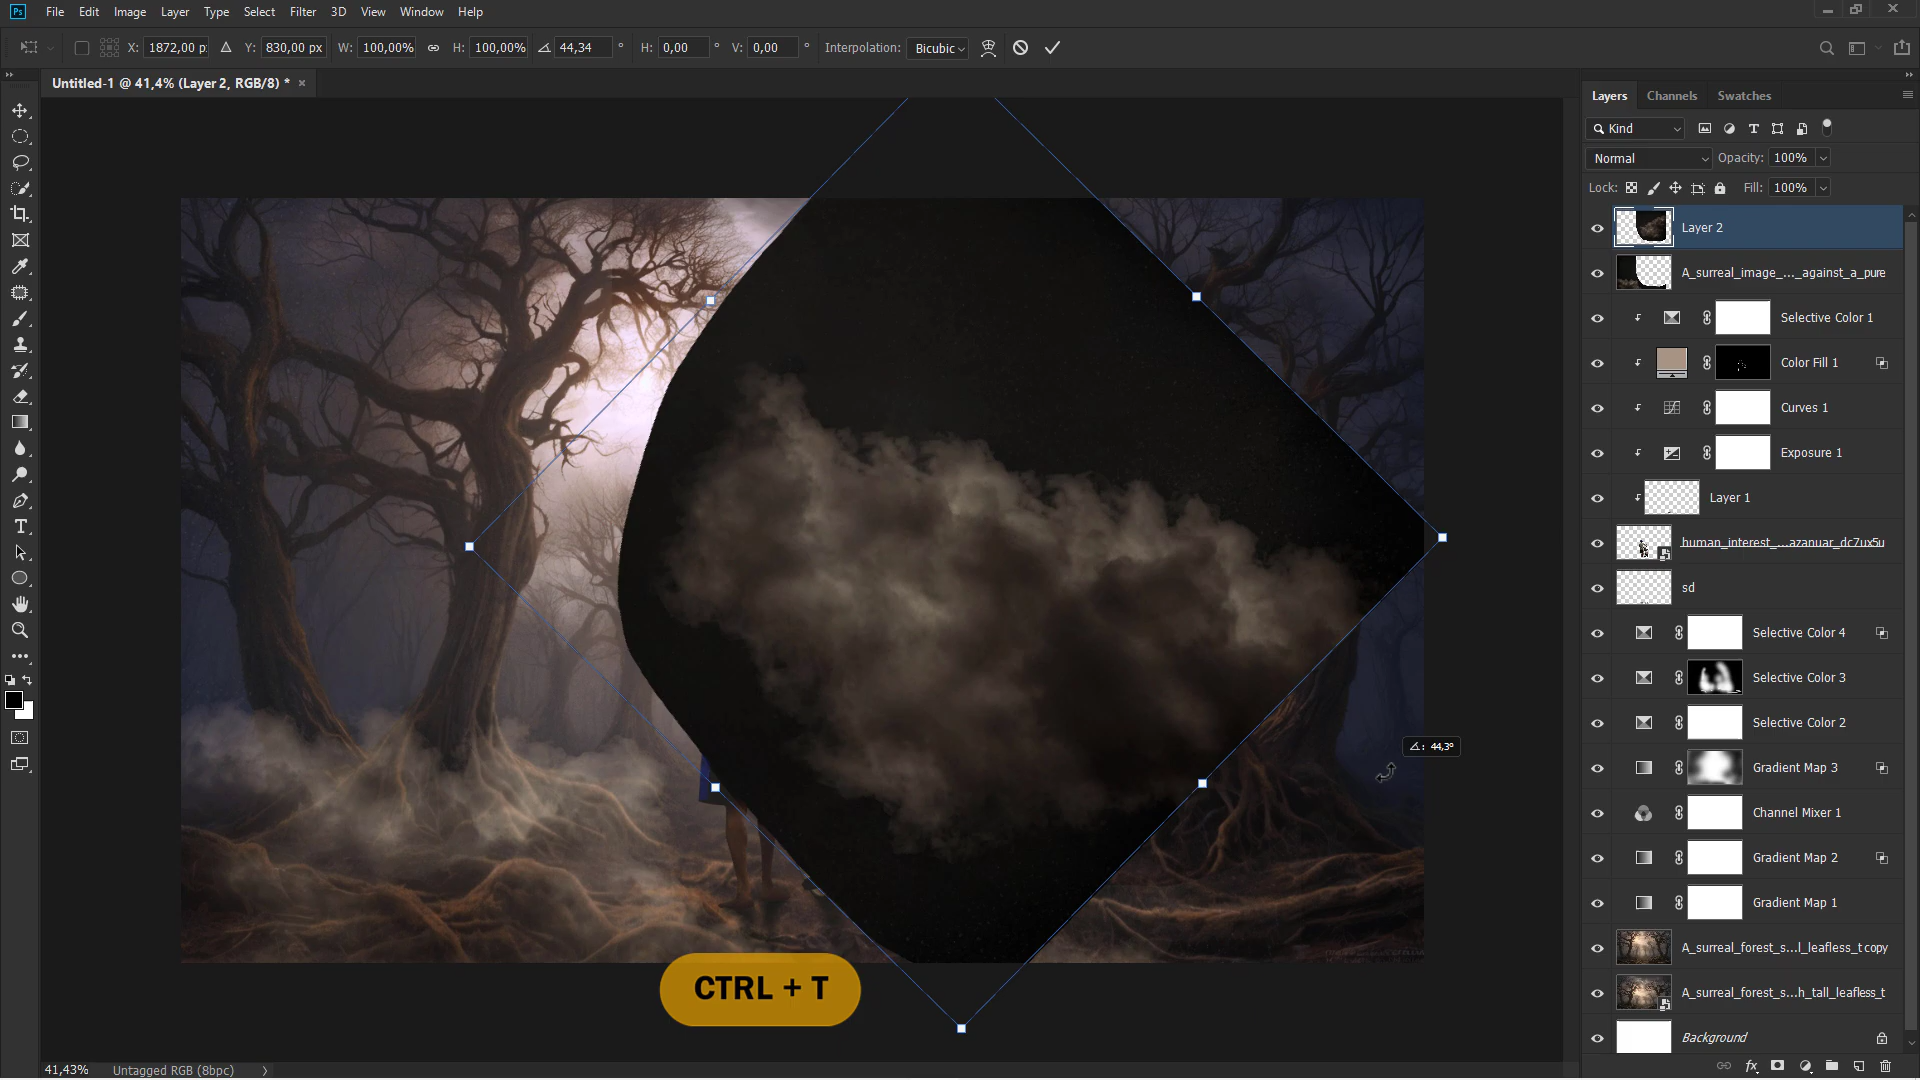 Ps File Edit Image Layer Type Select Filter 3D View Window Help
X: 1872,00 p Y: 830,00 px W: 100,00% H: 100,00% 44,34 ° H: 0,00 ° V: 0,00 ° Interpolation: Bicubic
Untitled-1 @ 41,4% (Layer 2, RGB/8) * ×
Layers Channels Swatches
Kind
Normal Opacity: 100%
Lock: Fill: 100%
Layer 2
A_surreal_image_..._against_a_pure
Selective Color 1
Color Fill 1
Curves 1
Exposure 1
Layer 1
human_interest_...azanuar_dc7ux5u
sd
Selective Color 4
Selective Color 3
Selective Color 2
Gradient Map 3
Channel Mixer 1
Gradient Map 2
Gradient Map 1
A_surreal_forest_s...l_leafless_t copy
A_surreal_forest_s...h_tall_leafless_t
Background
44,3°
CTRL + T
41,43% Untagged RGB (8bpc)